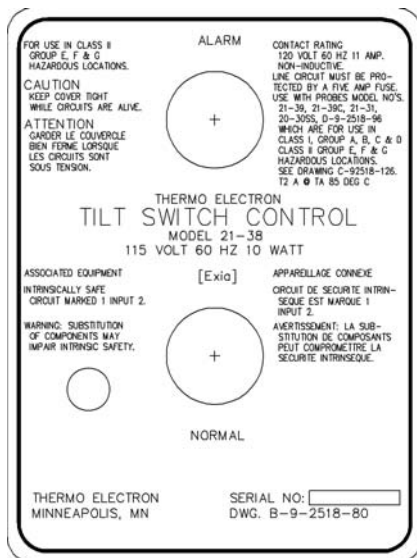 FOR USE IN CLASS II
GROUP E, F & G
HAZARDOUS LOCATIONS.
CAUTION
KEEP COVER TIGHT
WHILE CIRCUITS ARE ALIVE.
ATTENTION
GARDER LE COUVERCLE
BIEN FERME LORSQUE
LES CIRCUITS SONT
SOUS TENSION.
ALARM
CONTACT RATING
120 VOLT 60 HZ 11 AMP.
NON-INDUCTIVE.
LINE CIRCUIT MUST BE PRO-
TECTED BY A FIVE AMP FUSE.
USE WITH PROBES MODEL NO'S.
21-39, 21-39C, 21-31,
20-30SS, D-9-2518-96
WHICH ARE FOR USE IN
CLASS I, GROUP A, B, C & D
CLASS II GROUP E, F & G
HAZARDOUS LOCATIONS.
SEE DRAWING C-92518-126.
T2 A @ TA 85 DEG C
THERMO ELECTRON
TILT SWITCH CONTROL
MODEL 21-38
115 VOLT 60 HZ 10 WATT
ASSOCIATED EQUIPMENT
INTRINSICALLY SAFE
CIRCUIT MARKED 1 INPUT 2.
WARNING: SUBSTITUTION
OF COMPONENTS MAY
IMPAIR INTRINSIC SAFETY.
[Exia]
APPAREILLAGE CONNEXE
CIRCUIT DE SECURITE INTRIN-
SEQUE EST MARQUE 1
INPUT 2.
AVERTISSEMENT: LA SUB-
STITUTION DE COMPOSANTS
PEUT COMPROMETTRE LA
SECURITE INTRINSEQUE.
NORMAL
THERMO ELECTRON
MINNEAPOLIS, MN
SERIAL NO:
DWG. B-9-2518-80